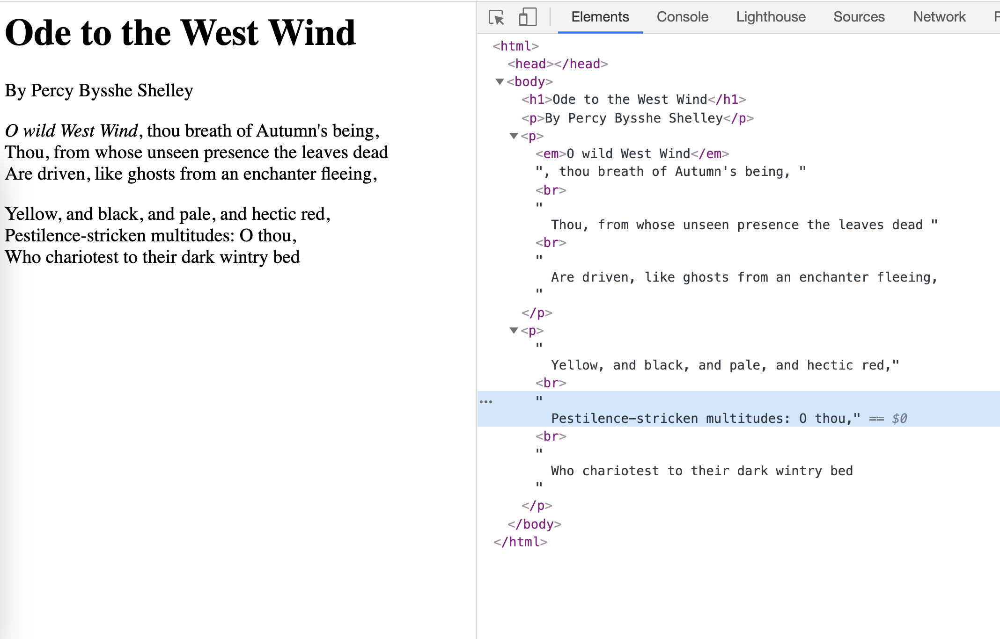 Ode to the West Wind
By Percy Bysshe Shelley
O wild West Wind, thou breath of Autumn's being,
Thou, from whose unseen presence the leaves dead
Are driven, like ghosts from an enchanter fleeing,
Yellow, and black, and pale, and hectic red,
Pestilence-stricken multitudes: O thou,
Who chariotest to their dark wintry bed
Elements Console Lighthouse Sources Network
<html>
<head></head>
<body>
<h1>Ode to the West Wind</h1>
<p>By Percy Bysshe Shelley</p>
<p>
<em>O wild West Wind</em>
", thou breath of Autumn's being, "
<br>
"
Thou, from whose unseen presence the leaves dead "
<br>
"
Are driven, like ghosts from an enchanter fleeing,
"
</p>
<p>
"
Yellow, and black, and pale, and hectic red,"
<br>
"
Pestilence-stricken multitudes: O thou," == $0
<br>
"
Who chariotest to their dark wintry bed
"
</p>
</body>
</html>